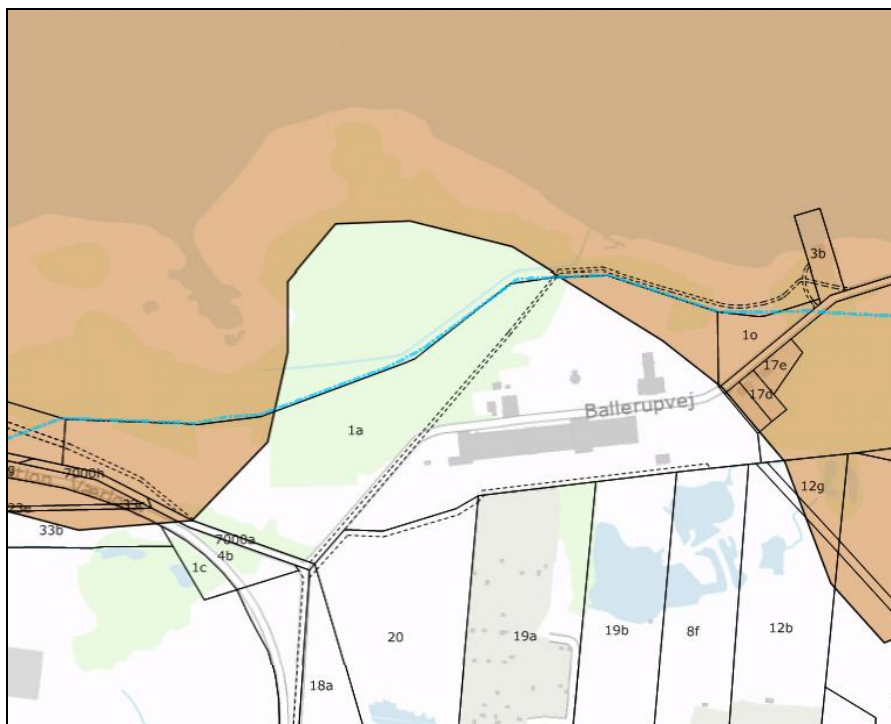 3b
1o
17e
17d
Ballerupvej
1a
7000h
12g
33b
7000a
4b
1c
20
19a
19b
8f
12b
18a